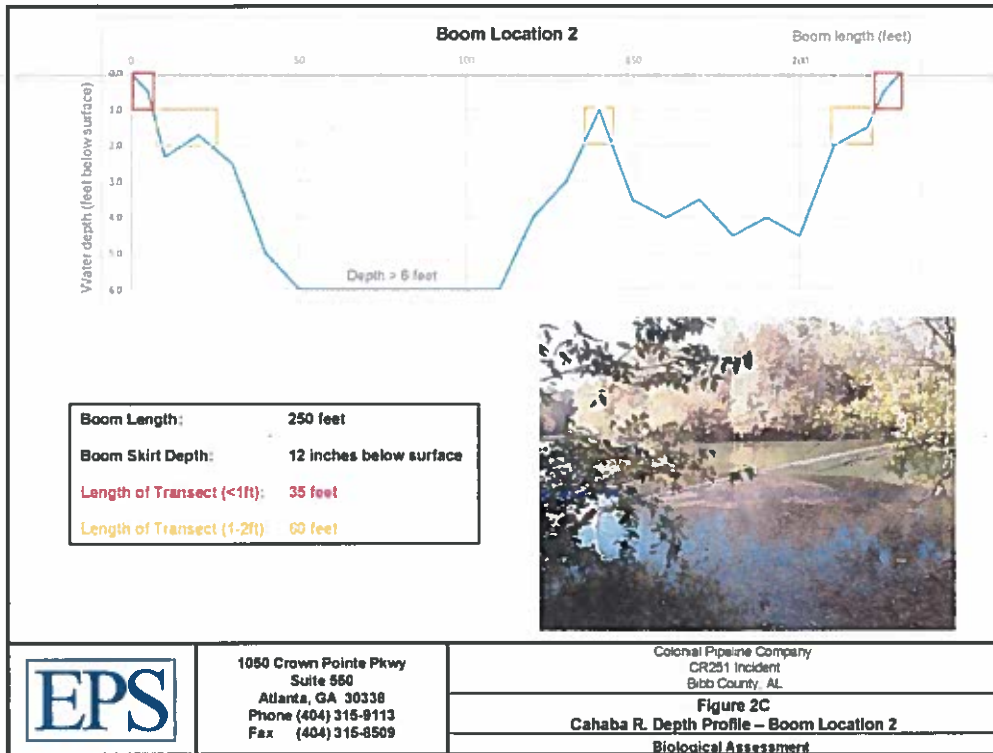 Boom Location 2
Boom length (feet)
0 50 100 150 200
Water depth (feet below surface)
0.0
1.0
2.0
3.0
4.0
5.0
6.0
Depth > 6 feet
Boom Length: 250 feet
Boom Skirt Depth: 12 inches below surface
Length of Transect (<1ft): 35 feet
Length of Transect (1-2ft) 60 feet
EPS
1050 Crown Pointe Pkwy
Suite 550
Atlanta, GA 30338
Phone (404) 315-9113
Fax (404) 315-8509
Colonial Pipeline Company
CR251 Incident
Bibb County, AL
Figure 2C
Cahaba R. Depth Profile – Boom Location 2
Biological Assessment